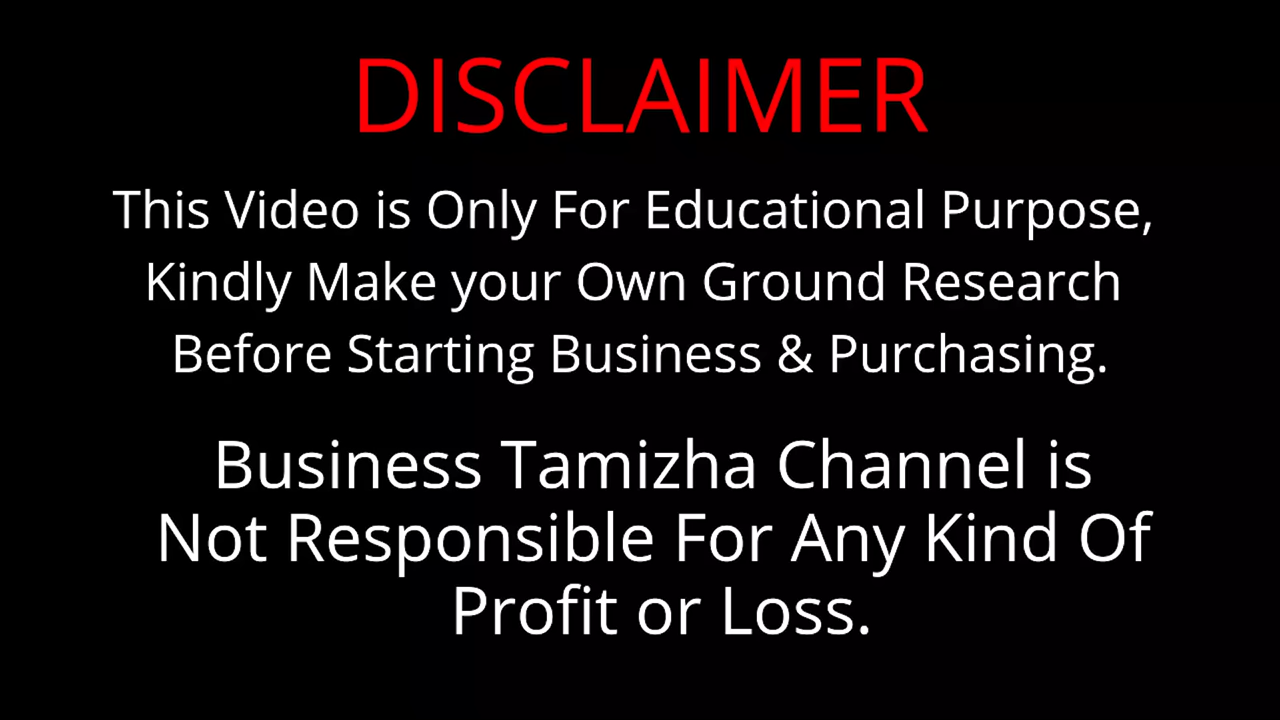 DISCLAIMER
This Video is Only For Educational Purpose,
Kindly Make your Own Ground Research
Before Starting Business & Purchasing.
Business Tamizha Channel is
Not Responsible For Any Kind Of
Profit or Loss.